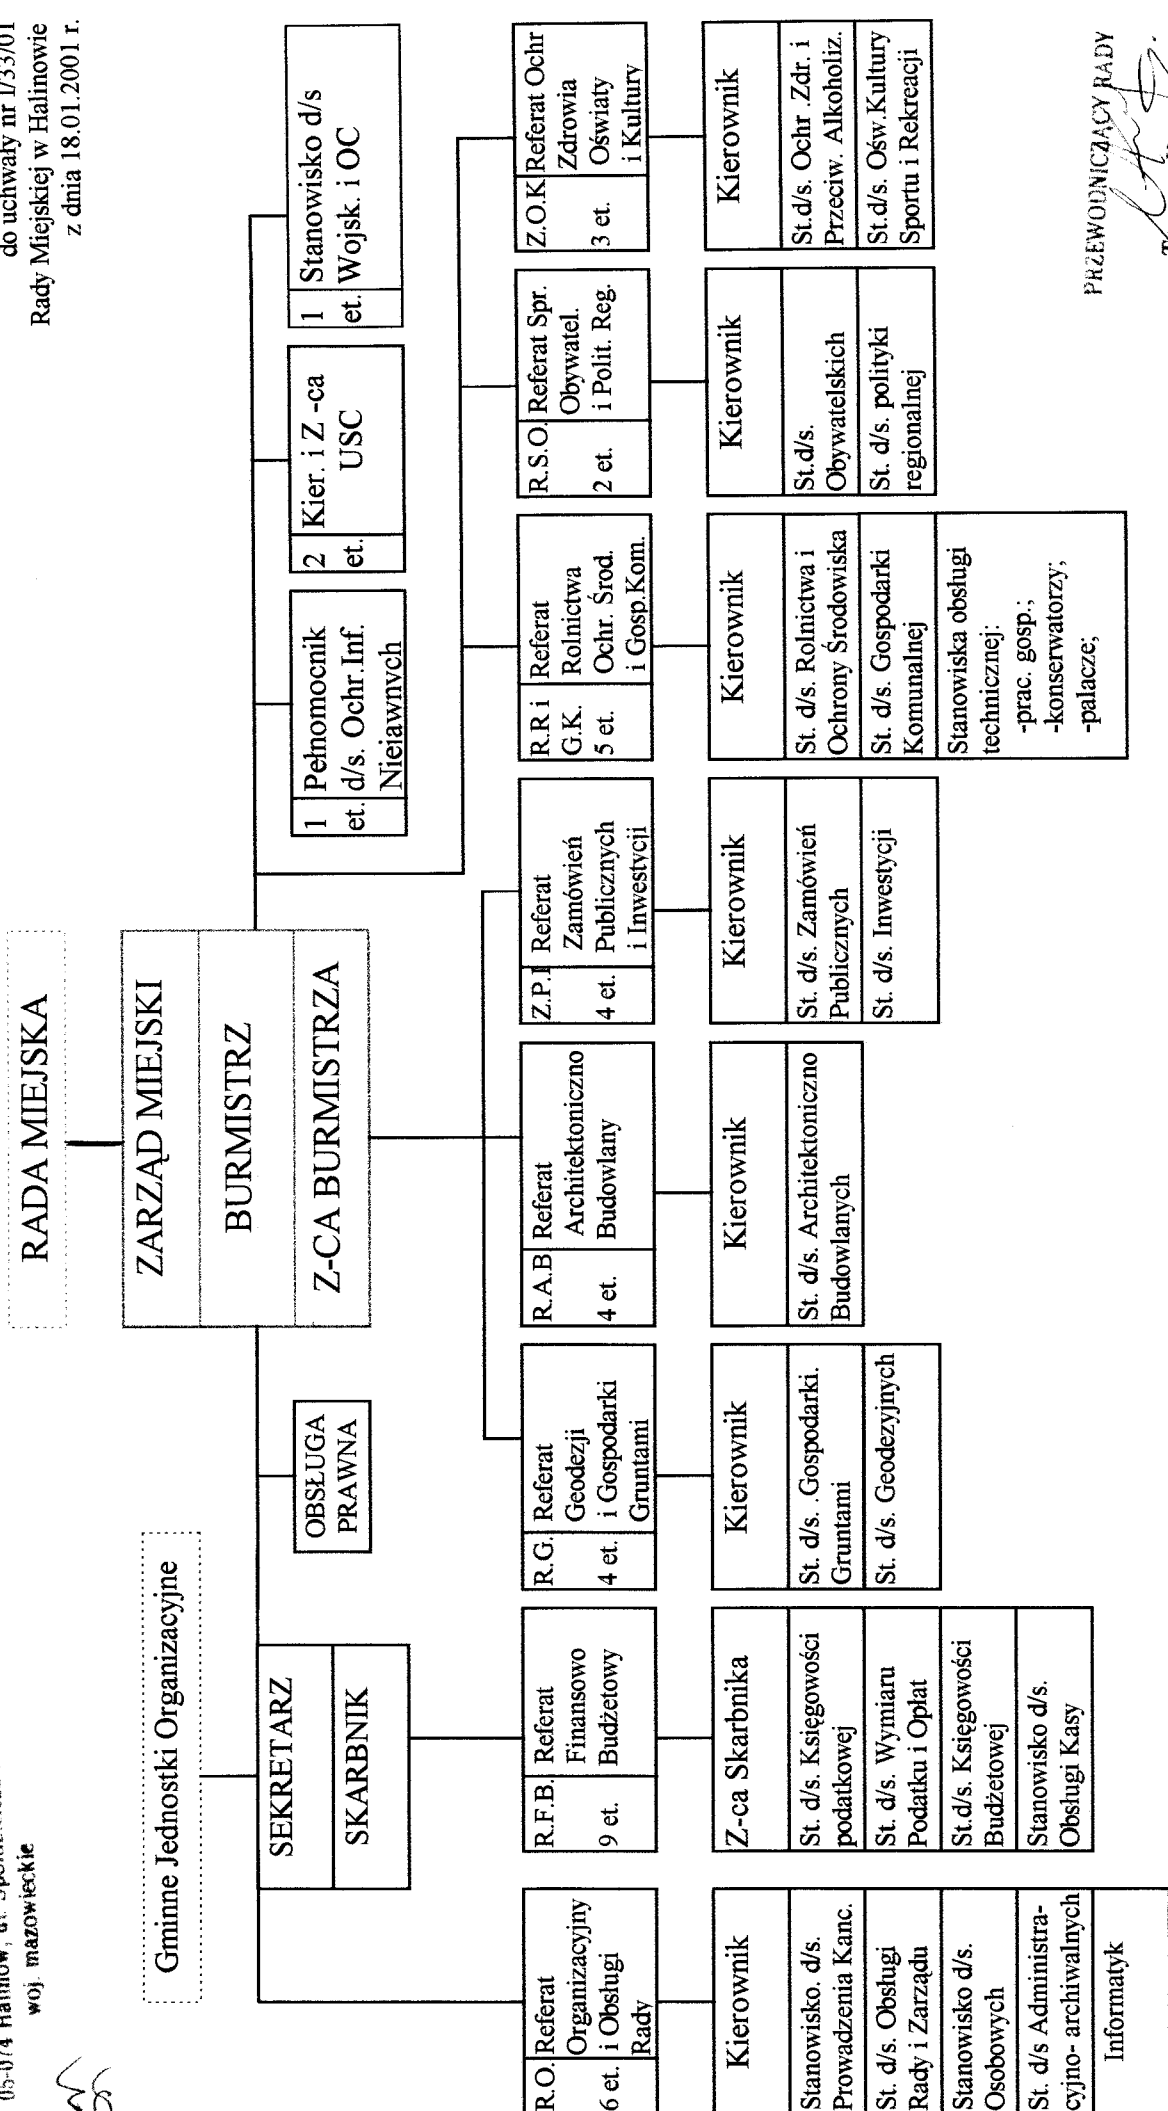 do uchwały nr I/33/01
Rady Miejskiej w Halinowie
z dnia 18.01.2001 r.
05-074 Halinów, ul.
woj. mazowieckie
RADA MIEJSKA
Gminne Jednostki Organizacyjne
ZARZĄD MIEJSKI
BURMISTRZ
Z-CA BURMISTRZA
SEKRETARZ
SKARBNIK
OBSŁUGA
PRAWNA
1 Pełnomocnik
et. d/s. Ochr.Inf.
Niejawnych
2 Kier. i Z -ca
et. USC
1 Stanowisko d/s
et. Wojsk. i OC
R.O. Referat
Organizacyjny
6 et. i Obsługi
Rady
Kierownik
Stanowisko. d/s.
Prowadzenia Kanc.
St. d/s. Obsługi
Rady i Zarządu
Stanowisko d/s.
Osobowych
St. d/s Administra-
cyjno- archiwalnych
Informatyk
R.F.B. Referat
Finansowo
9 et. Budżetowy
Z-ca Skarbnika
St. d/s. Księgowości
podatkowej
St. d/s. Wymiaru
Podatku i Opłat
St.d/s. Księgowości
Budżetowej
Stanowisko d/s.
Obsługi Kasy
R.G. Referat
Geodezji
4 et. i Gospodarki
Gruntami
Kierownik
St. d/s. .Gospodarki.
Gruntami
St. d/s. Geodezyjnych
R.A.B Referat
Architektoniczno
4 et. Budowlany
Kierownik
St. d/s. Architektoniczno
Budowlanych
Z.P.I Referat
Zamówień
4 et. Publicznych
i Inwestycji
Kierownik
St. d/s. Zamówień
Publicznych
St. d/s. Inwestycji
R.R i Referat
G.K. Rolnictwa
5 et. Ochr. Środ.
i Gosp.Kom.
Kierownik
St. d/s. Rolnictwa i
Ochrony Środowiska
St. d/s. Gospodarki
Komunalnej
Stanowiska obsługi
technicznej:
-prac. gosp.;
-konserwatorzy;
-palacze;
R.S.O. Referat Spr.
Obywatel.
2 et. i Polit. Reg.
Kierownik
St.d/s.
Obywatelskich
St. d/s. polityki
regionalnej
Z.O.K Referat Ochr
Zdrowia
3 et. Oświaty
i Kultury
Kierownik
St.d/s. Ochr .Zdr. i
Przeciw. Alkoholiz.
St.d/s. Ośw.Kultury
Sportu i Rekreacji
PRZEWODNICZĄCY RADY